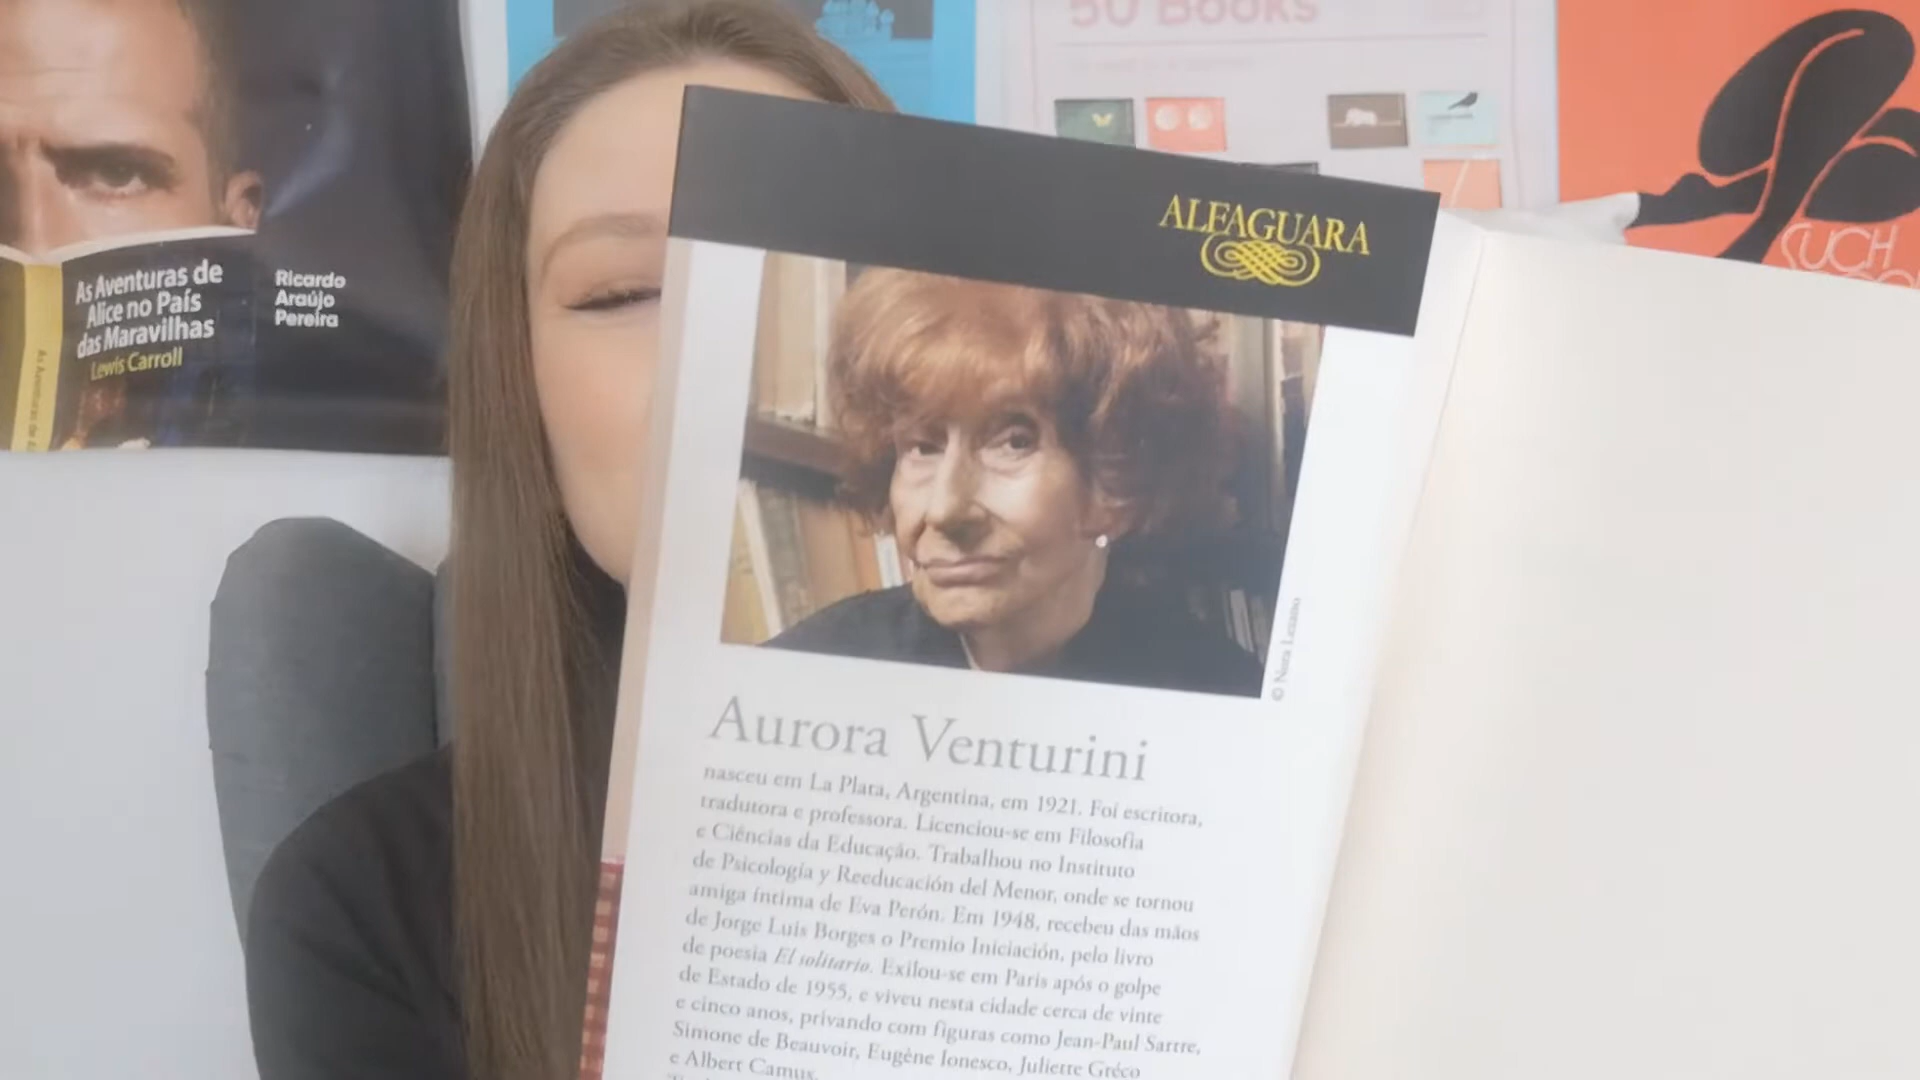 50 Books
As Aventuras de
Alice no País
das Maravilhas
Lewis Carroll
Ricardo
Araújo
Pereira
SUCH
ALFAGUARA
© Nora Lezano
Aurora Venturini
nasceu em La Plata, Argentina, em 1921. Foi escritora,
tradutora e professora. Licenciou-se em Filosofia
e Ciências da Educação. Trabalhou no Instituto
de Psicología y Reeducación del Menor, onde se tornou
amiga íntima de Eva Perón. Em 1948, recebeu das mãos
de Jorge Luis Borges o Premio Iniciación, pelo livro
de poesia El solitario. Exilou-se em Paris após o golpe
de Estado de 1955, e viveu nesta cidade cerca de vinte
e cinco anos, privando com figuras como Jean-Paul Sartre,
Simone de Beauvoir, Eugène Ionesco, Juliette Gréco
e Albert Camus.